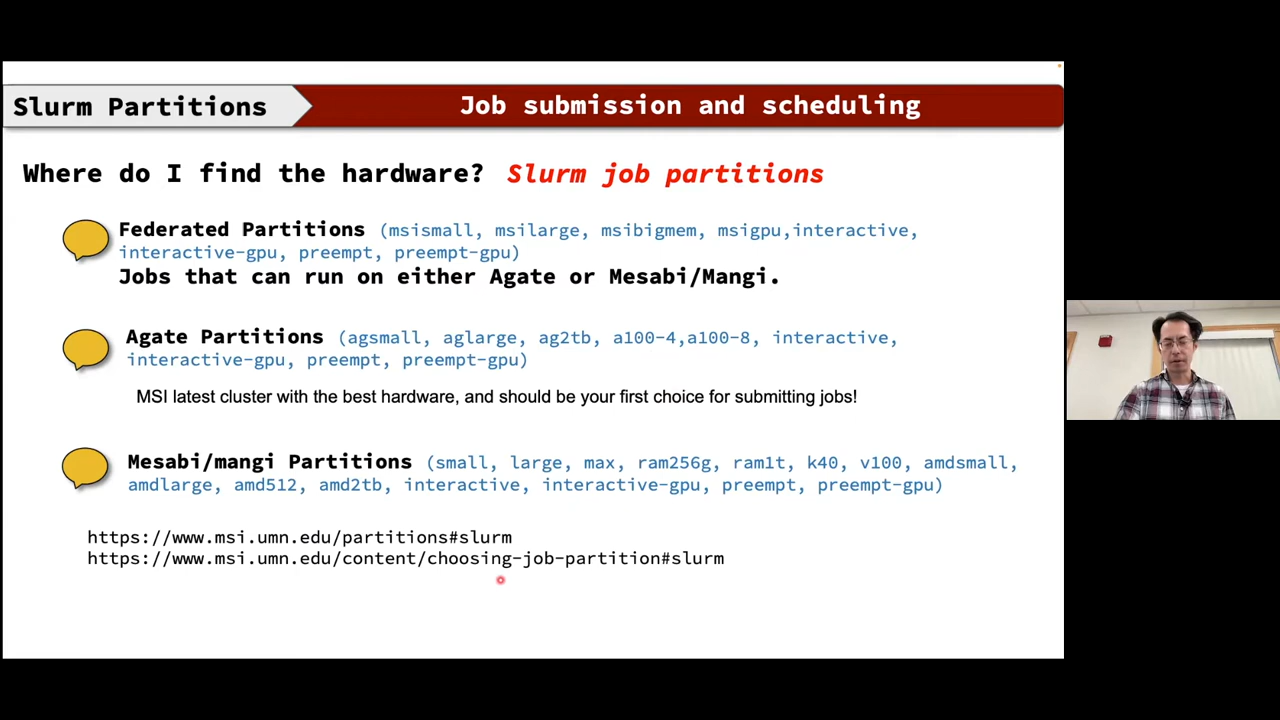 Slurm Partitions
Job submission and scheduling
Where do I find the hardware? Slurm job partitions
Federated Partitions (msismall, msilarge, msibigmem, msigpu,interactive,
interactive-gpu, preempt, preempt-gpu)
Jobs that can run on either Agate or Mesabi/Mangi.
Agate Partitions (agsmall, aglarge, ag2tb, a100-4,a100-8, interactive,
interactive-gpu, preempt, preempt-gpu)
MSI latest cluster with the best hardware, and should be your first choice for submitting jobs!
Mesabi/mangi Partitions (small, large, max, ram256g, ram1t, k40, v100, amdsmall,
amdlarge, amd512, amd2tb, interactive, interactive-gpu, preempt, preempt-gpu)
https://www.msi.umn.edu/partitions#slurm
https://www.msi.umn.edu/content/choosing-job-partition#slurm